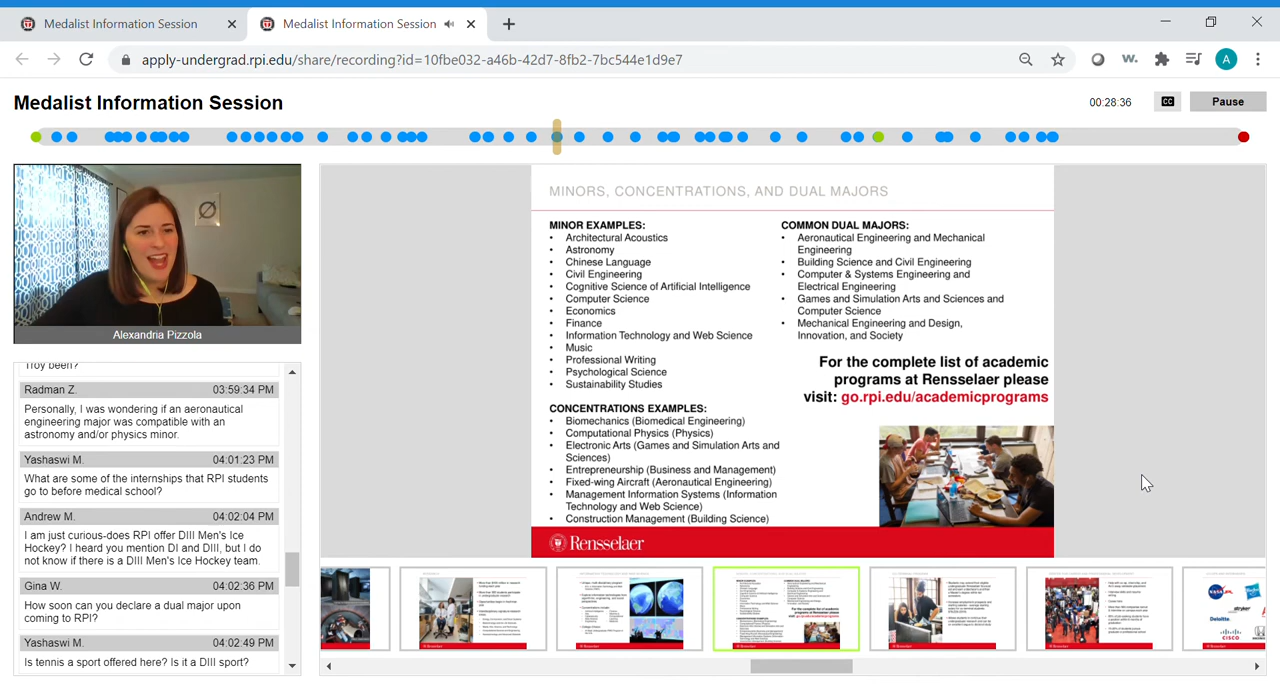 Medalist Information Session
Medalist Information Session
apply-undergrad.rpi.edu/share/recording?id=10fbe032-a46b-42d7-8fb2-7bc544e1d9e7
w.
A
Medalist Information Session
00:28:36
CC
Pause
Alexandria Pizzola
Troy been?
Radman Z. 03:59:34 PM
Personally, I was wondering if an aeronautical
engineering major was compatible with an
astronomy and/or physics minor.
Yashaswi M. 04:01:23 PM
What are some of the internships that RPI students
go to before medical school?
Andrew M. 04:02:04 PM
I am just curious-does RPI offer DIII Men's Ice
Hockey? I heard you mention DI and DIII, but I do
not know if there is a DIII Men's Ice Hockey team.
Gina W. 04:02:36 PM
How soon can you declare a dual major upon
coming to RPI?
Yashaswi M. 04:02:49 PM
Is tennis a sport offered here? Is it a DIII sport?
MINORS, CONCENTRATIONS, AND DUAL MAJORS
MINOR EXAMPLES:
• Architectural Acoustics
• Astronomy
• Chinese Language
• Civil Engineering
• Cognitive Science of Artificial Intelligence
• Computer Science
• Economics
• Finance
• Information Technology and Web Science
• Music
• Professional Writing
• Psychological Science
• Sustainability Studies
CONCENTRATIONS EXAMPLES:
• Biomechanics (Biomedical Engineering)
• Computational Physics (Physics)
• Electronic Arts (Games and Simulation Arts and
Sciences)
• Entrepreneurship (Business and Management)
• Fixed-wing Aircraft (Aeronautical Engineering)
• Management Information Systems (Information
Technology and Web Science)
• Construction Management (Building Science)
COMMON DUAL MAJORS:
• Aeronautical Engineering and Mechanical
Engineering
• Building Science and Civil Engineering
• Computer & Systems Engineering and
Electrical Engineering
• Games and Simulation Arts and Sciences and
Computer Science
• Mechanical Engineering and Design,
Innovation, and Society
For the complete list of academic
programs at Rensselaer please
visit: go.rpi.edu/academicprograms
Rensselaer
NASA
stryker
Deloitte
CISCO